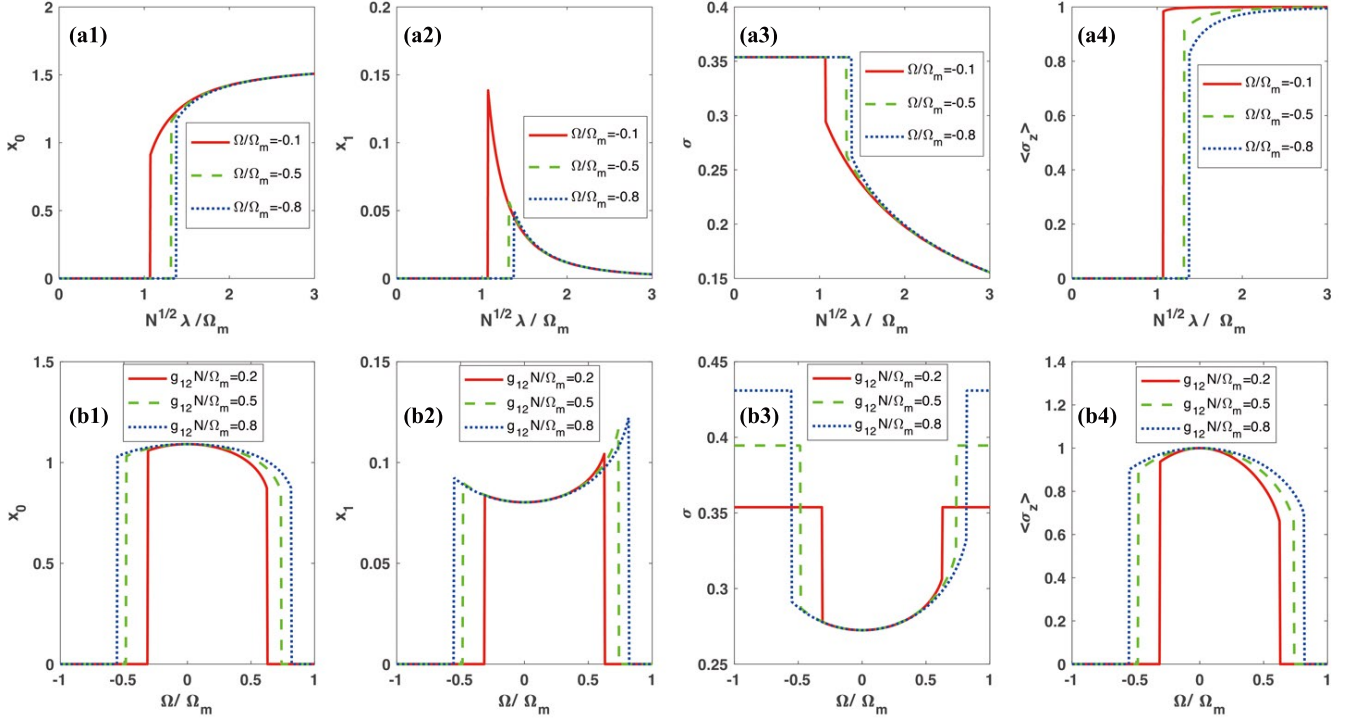 (a1)
2
1.5
1
0.5
0
x0
Ω/Ωm=-0.1
Ω/Ωm=-0.5
Ω/Ωm=-0.8
0 1 2 3
N1/2 λ /Ωm
(a2)
0.2
0.15
0.1
0.05
0
x1
Ω/Ωm=-0.1
Ω/Ωm=-0.5
Ω/Ωm=-0.8
0 1 2 3
N1/2 λ / Ωm
(a3)
0.4
0.35
0.3
0.25
0.2
0.15
σ
Ω/Ωm=-0.1
Ω/Ωm=-0.5
Ω/Ωm=-0.8
0 1 2 3
N1/2 λ / Ωm
(a4)
1
0.8
0.6
0.4
0.2
0
<σz>
Ω/Ωm=-0.1
Ω/Ωm=-0.5
Ω/Ωm=-0.8
0 1 2 3
N1/2 λ / Ωm
(b1)
1.5
1
0.5
0
x0
g12N/Ωm=0.2
g12N/Ωm=0.5
g12N/Ωm=0.8
-1 -0.5 0 0.5 1
Ω/ Ωm
(b2)
0.15
0.1
0.05
0
x1
g12N/Ωm=0.2
g12N/Ωm=0.5
g12N/Ωm=0.8
-1 -0.5 0 0.5 1
Ω/ Ωm
(b3)
0.45
0.4
0.35
0.3
0.25
σ
g12N/Ωm=0.2
g12N/Ωm=0.5
g12N/Ωm=0.8
-1 -0.5 0 0.5 1
Ω/ Ωm
(b4)
1.4
1.2
1
0.8
0.6
0.4
0.2
0
<σz>
g12N/Ωm=0.2
g12N/Ωm=0.5
g12N/Ωm=0.8
-1 -0.5 0 0.5 1
Ω/ Ωm